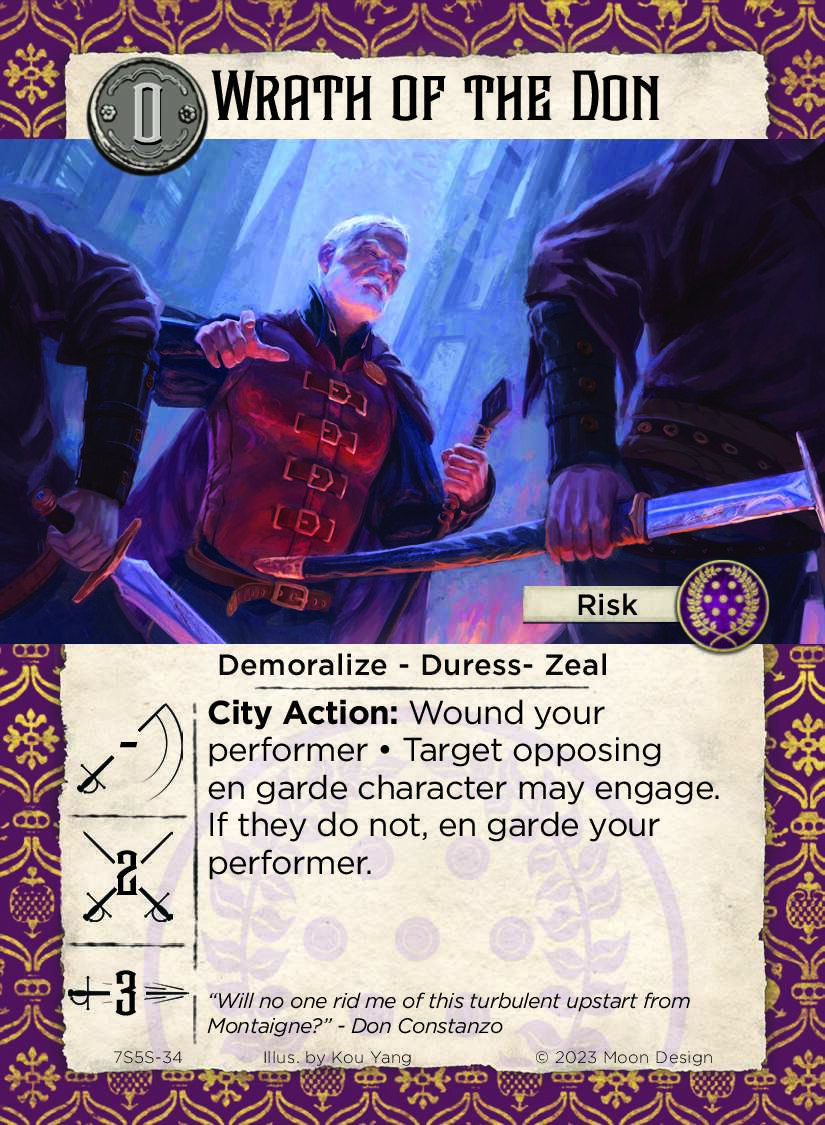 0
WRATH OF THE DON
Risk
Demoralize - Duress- Zeal
City Action: Wound your
performer • Target opposing
en garde character may engage.
If they do not, en garde your
performer.
-
2
3
“Will no one rid me of this turbulent upstart from
Montaigne?” - Don Constanzo
7S5S-34 Illus. by Kou Yang © 2023 Moon Design